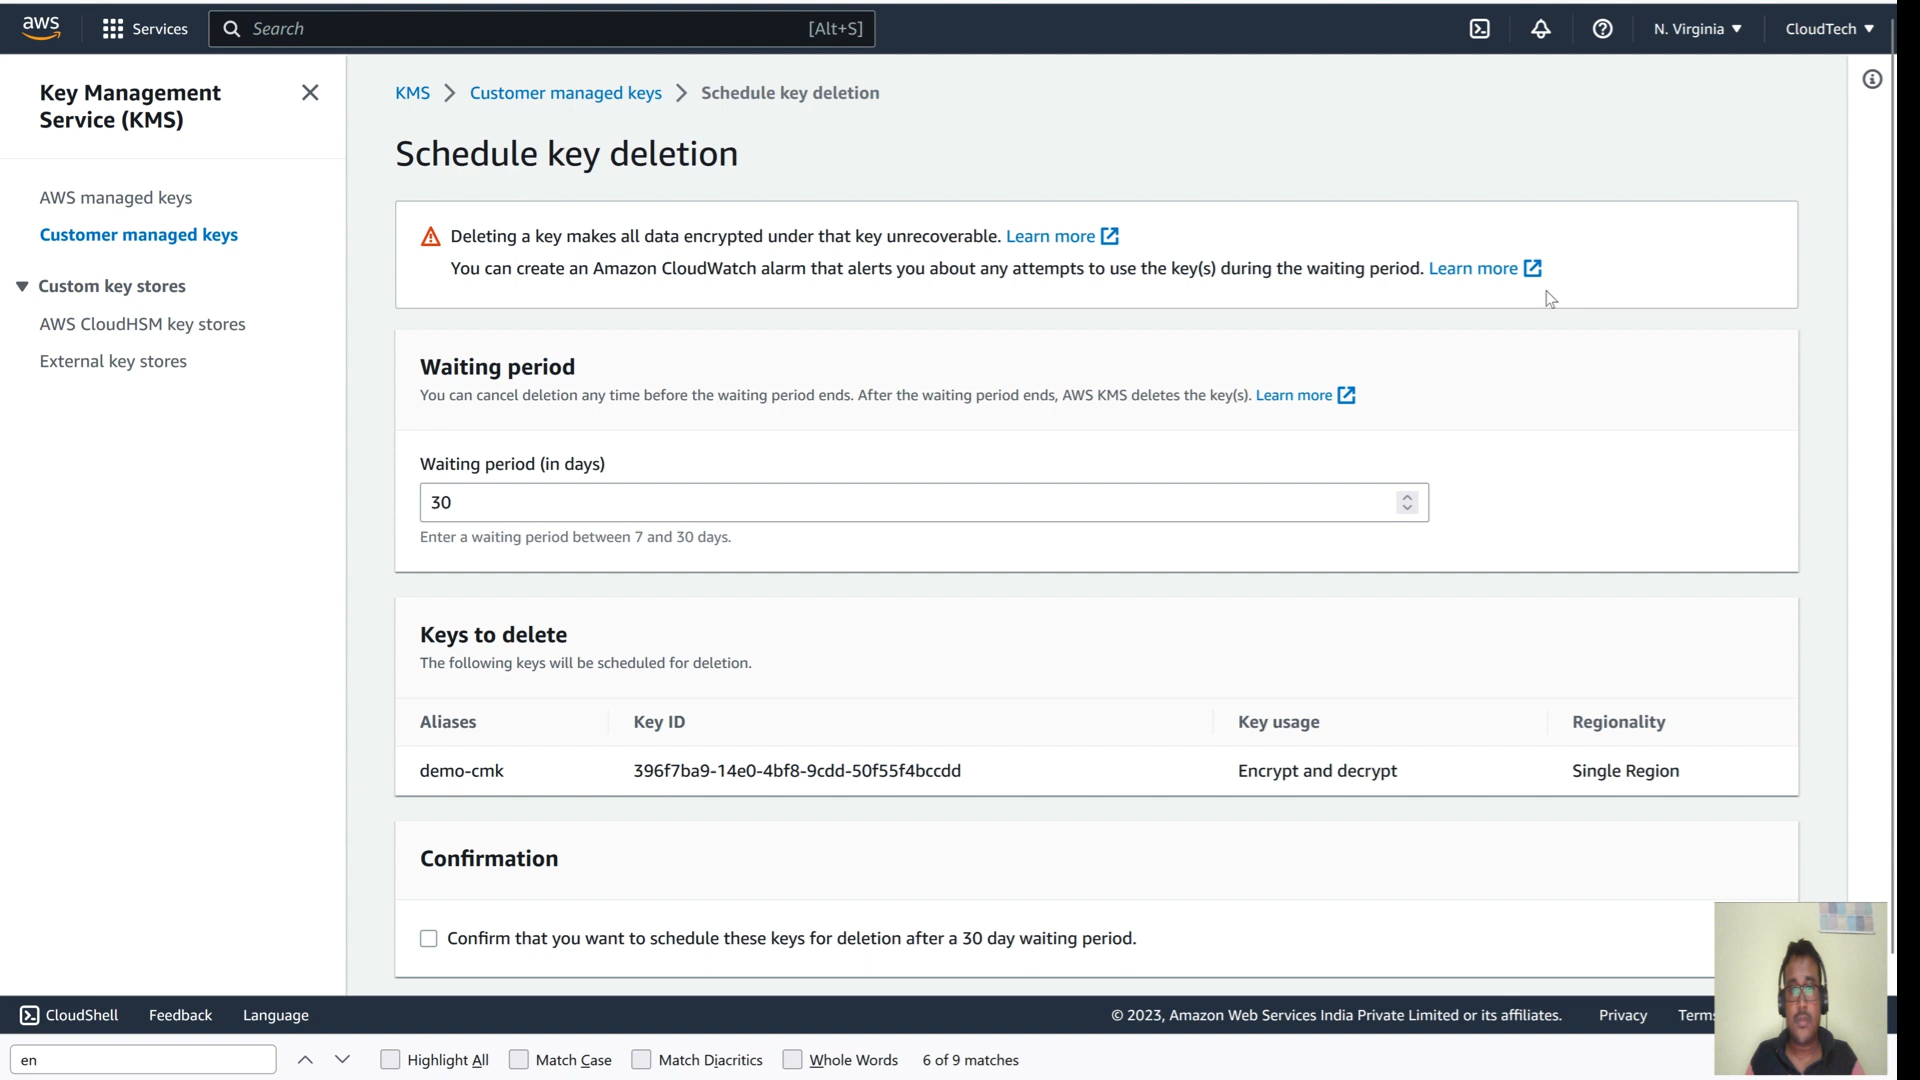 aws
Services
Search
[Alt+S]
N. Virginia
CloudTech
Key Management
Service (KMS)
AWS managed keys
Customer managed keys
Custom key stores
AWS CloudHSM key stores
External key stores
KMS
Customer managed keys
Schedule key deletion
Schedule key deletion
Deleting a key makes all data encrypted under that key unrecoverable. Learn more
You can create an Amazon CloudWatch alarm that alerts you about any attempts to use the key(s) during the waiting period. Learn more
Waiting period
You can cancel deletion any time before the waiting period ends. After the waiting period ends, AWS KMS deletes the key(s). Learn more
Waiting period (in days)
30
Enter a waiting period between 7 and 30 days.
Keys to delete
The following keys will be scheduled for deletion.
Aliases Key ID Key usage Regionality
demo-cmk 396f7ba9-14e0-4bf8-9cdd-50f55f4bccdd Encrypt and decrypt Single Region
Confirmation
Confirm that you want to schedule these keys for deletion after a 30 day waiting period.
CloudShell Feedback Language
© 2023, Amazon Web Services India Private Limited or its affiliates. Privacy Terms
en
Highlight All Match Case Match Diacritics Whole Words 6 of 9 matches